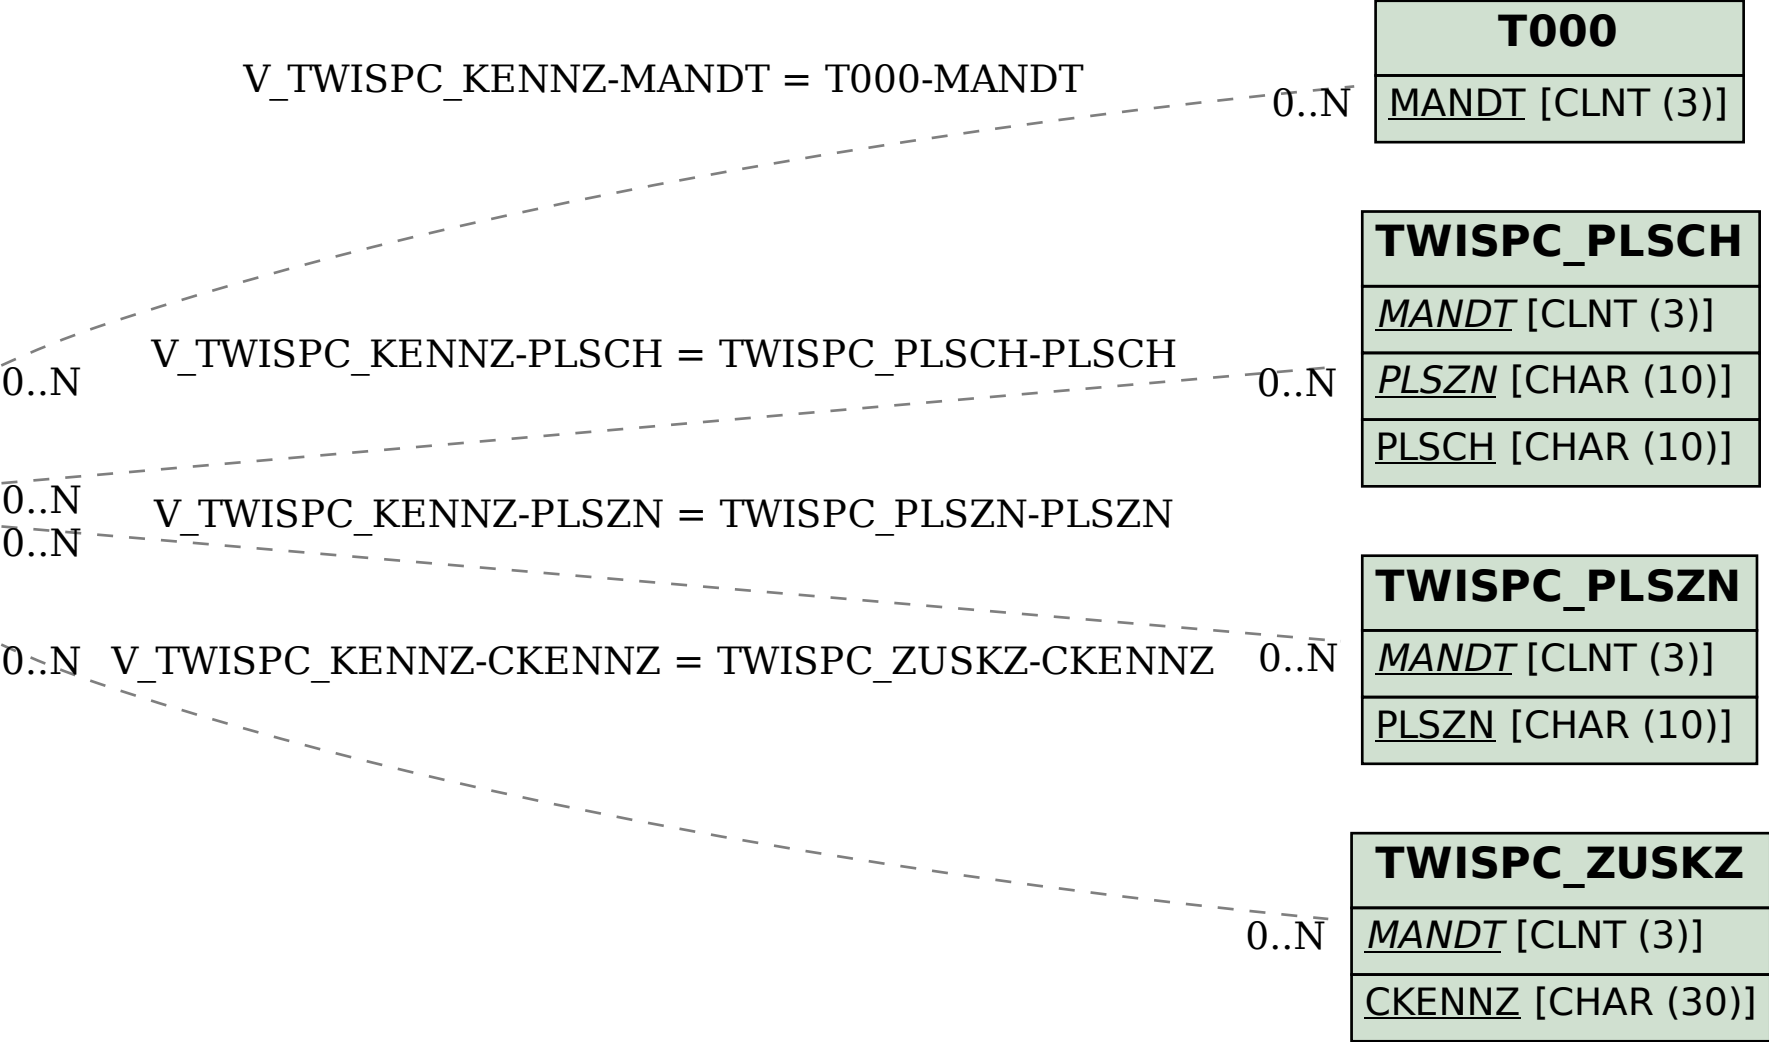 T000
V_TWISPC_KENNZ-MANDT = T000-MANDT
0..N
MANDT [CLNT (3)]
TWISPC_PLSCH
MANDT [CLNT (3)]
V_TWISPC_KENNZ-PLSCH = TWISPC_PLSCH-PLSCH
0..N
0..N
PLSZN [CHAR (10)]
PLSCH [CHAR (10)]
0..N
V_TWISPC_KENNZ-PLSZN = TWISPC_PLSZN-PLSZN
0..N
TWISPC_PLSZN
0..N
V_TWISPC_KENNZ-CKENNZ = TWISPC_ZUSKZ-CKENNZ
0..N
MANDT [CLNT (3)]
PLSZN [CHAR (10)]
TWISPC_ZUSKZ
0..N
MANDT [CLNT (3)]
CKENNZ [CHAR (30)]